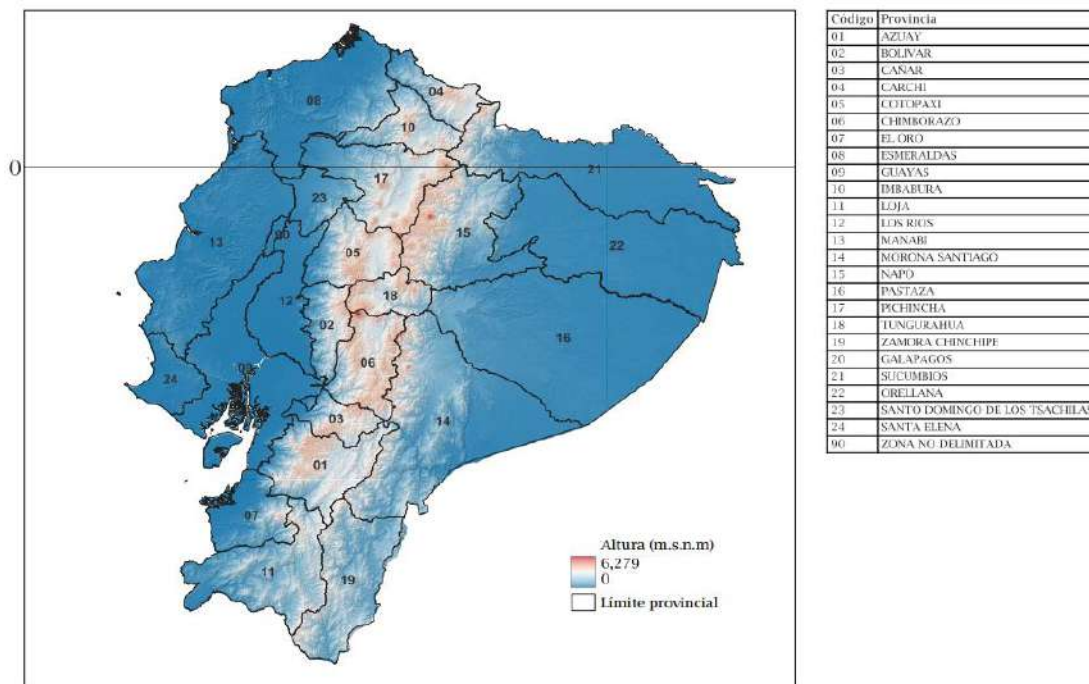 0
08
04
10
17
21
23
13
90
15
22
05
12
18
02
16
06
24
09
03
14
01
07
11
19
Altura (m.s.n.m)
6,279
0
Límite provincial
Código Provincia
01 AZUAY
02 BOLIVAR
03 CAÑAR
04 CARCHI
05 COTOPAXI
06 CHIMBORAZO
07 EL ORO
08 ESMERALDAS
09 GUAYAS
10 IMBABURA
11 LOJA
12 LOS RIOS
13 MANABI
14 MORONA SANTIAGO
15 NAPO
16 PASTAZA
17 PICHINCHA
18 TUNGURAHUA
19 ZAMORA CHINCHIPE
20 GALAPAGOS
21 SUCUMBIOS
22 ORELLANA
23 SANTO DOMINGO DE LOS TSACHILAS
24 SANTA ELENA
90 ZONA NO DELIMITADA